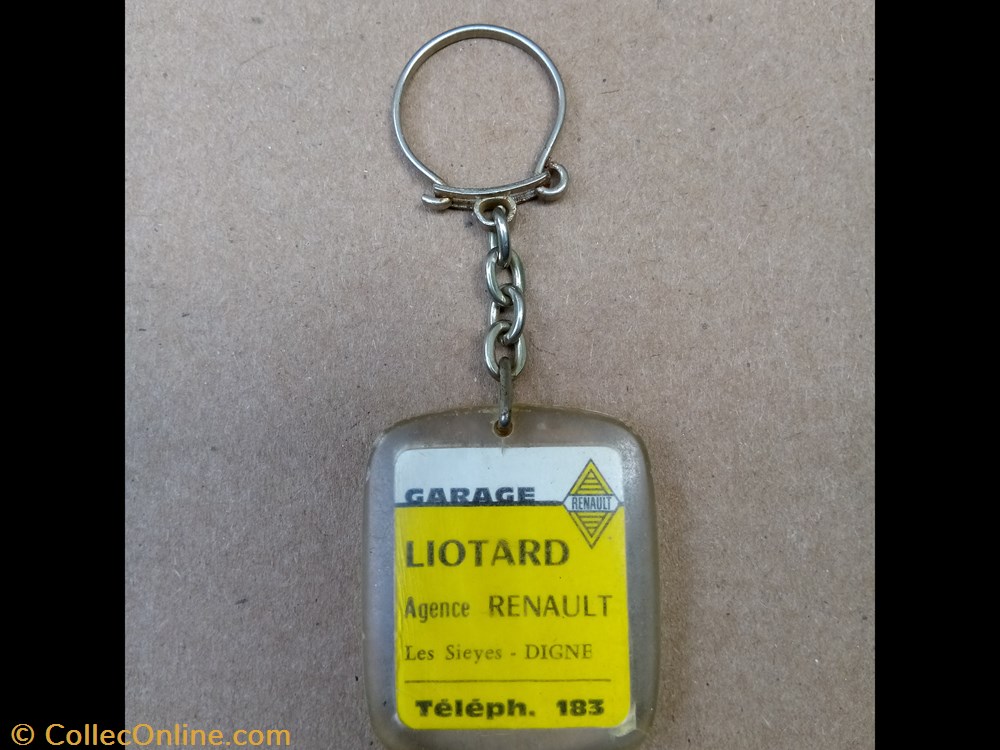 GARAGE
RENAULT
LIOTARD
Agence RENAULT
Les Sieyes - DIGNE
Téléph. 183
© CollecOnline.com